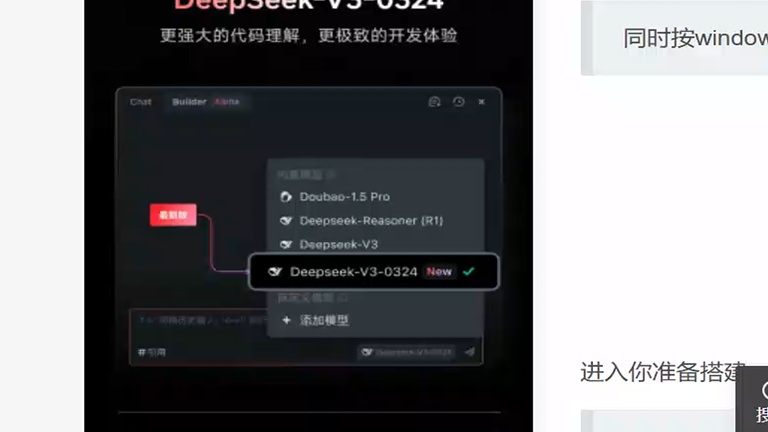 DeepSeek-V3-0324
更强大的代码理解，更极致的开发体验
Chat Builder Alpha
内置模型
Doubao-1.5 Pro
最新版
Deepseek-Reasoner (R1)
Deepseek-V3
Deepseek-V3-0324 New
自定义模型
添加模型
#引用
Deepseek-V3-0324
同时按window
进入你准备搭建
搜